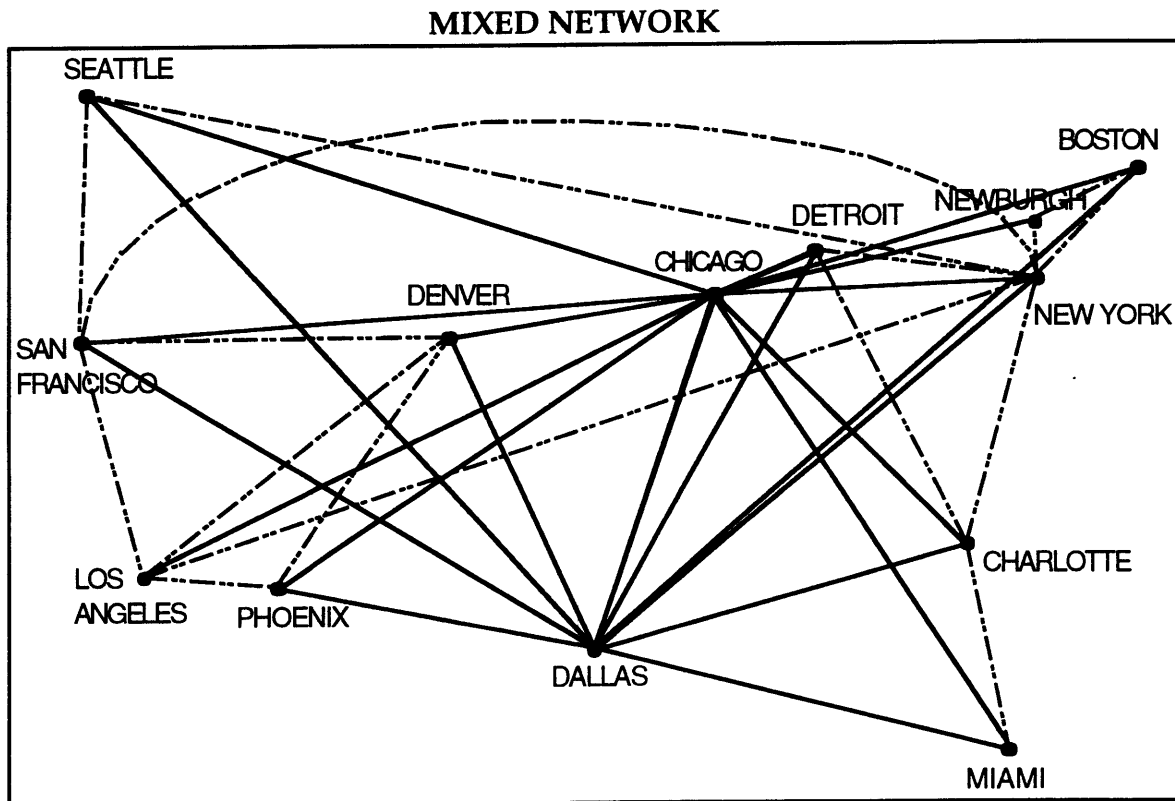 MIXED NETWORK
SEATTLE
BOSTON
NEWBURGH
DETROIT
CHICAGO
DENVER
NEW YORK
SAN
FRANCISCO
LOS
ANGELES
PHOENIX
CHARLOTTE
DALLAS
MIAMI